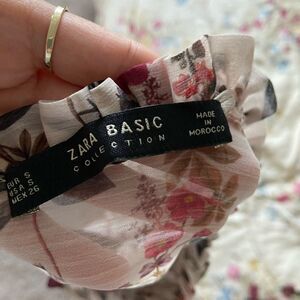 ZARA BASIC
COLLECTION
MADE
IN
MOROCCO
EUR S
USA S
MEX 26